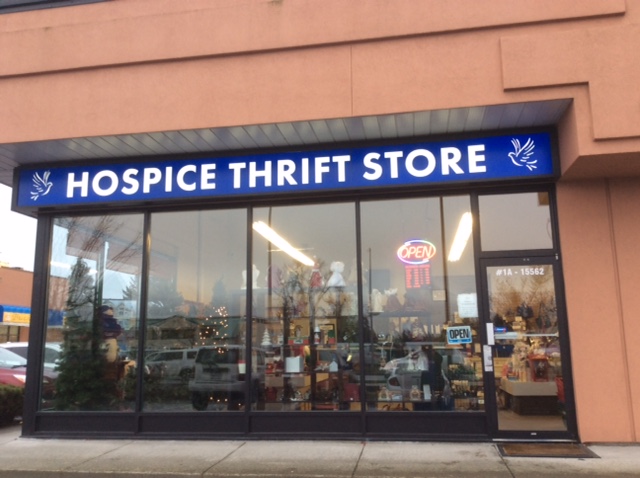 HOSPICE THRIFT STORE
OPEN
#1A - 15562
OPEN